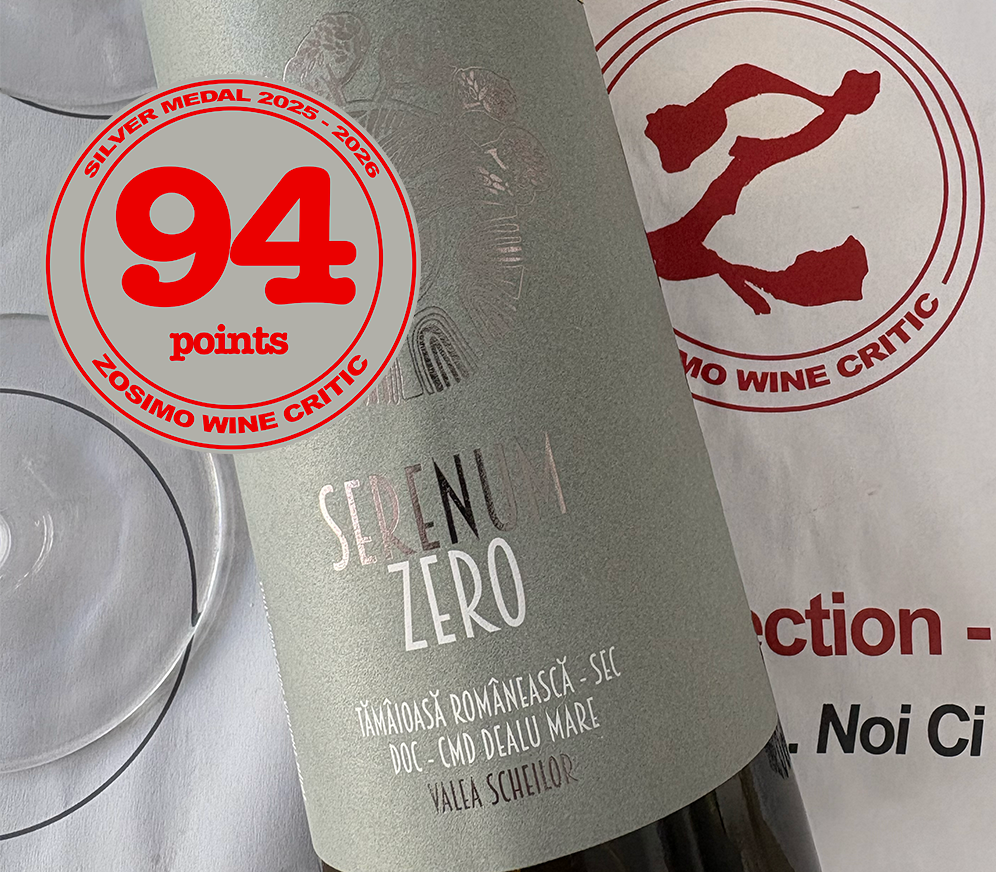 SILVER MEDAL 2025 - 2026
94
points
ZOSIMO WINE CRITIC
MO WINE CRITIC
SERENUM
ZERO
TĂMÂIOASĂ ROMÂNEASCĂ - SEC
DOC - CMD DEALU MARE
VALEA SCHEILOR
ection -
. Noi Ci